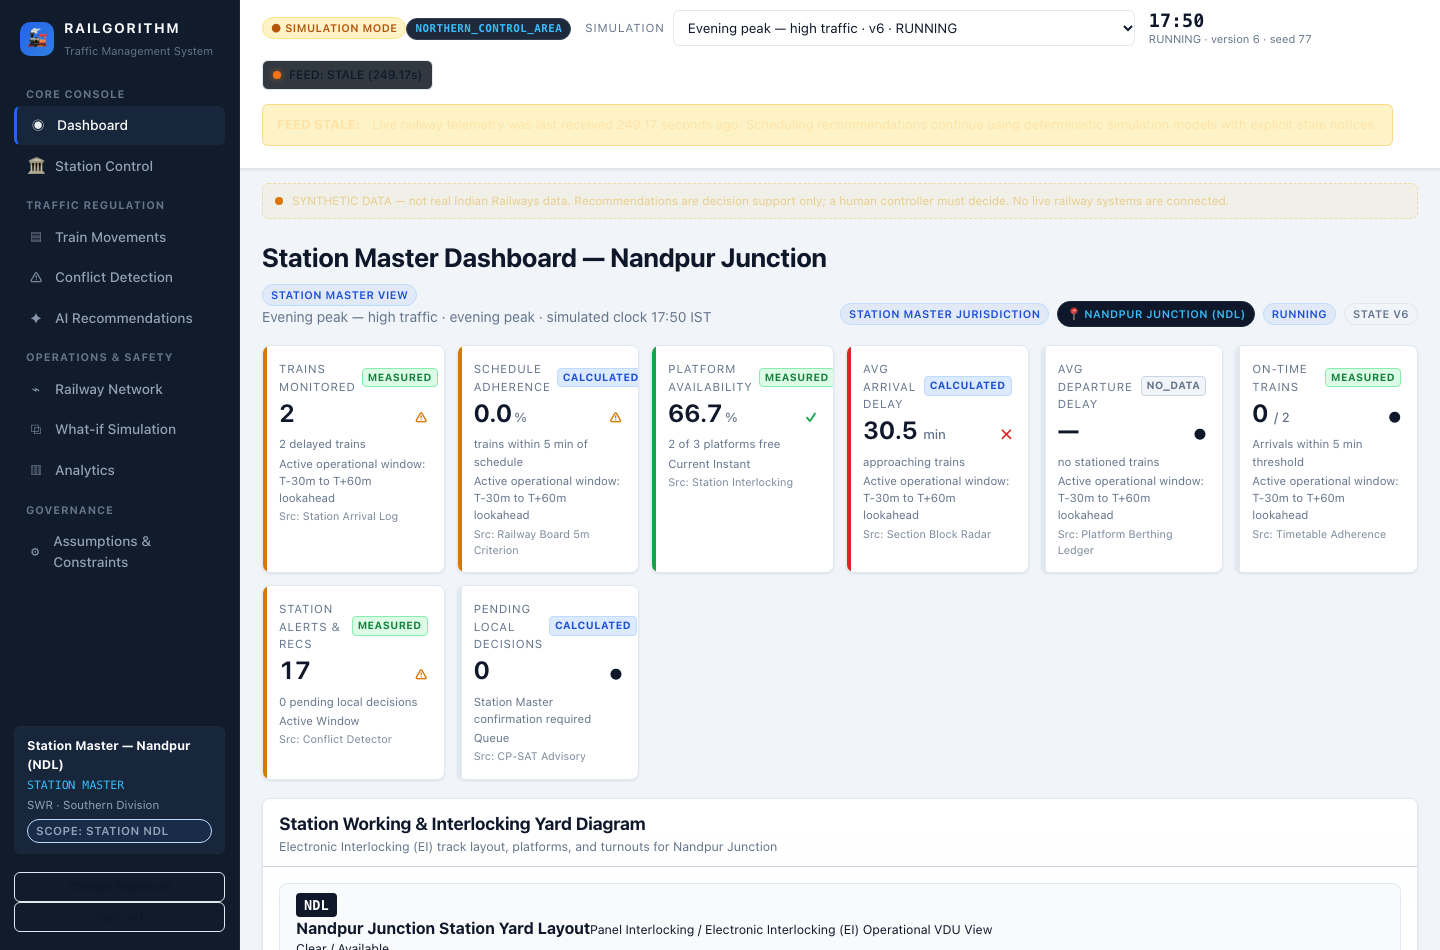 RAILGORITHM
Traffic Management System
CORE CONSOLE
Dashboard
Station Control
TRAFFIC REGULATION
Train Movements
Conflict Detection
AI Recommendations
OPERATIONS & SAFETY
Railway Network
What-if Simulation
Analytics
GOVERNANCE
Assumptions &
Constraints
Station Master — Nandpur
(NDL)
STATION MASTER
SWR · Southern Division
SCOPE: STATION NDL
SIMULATION MODE
NORTHERN_CONTROL_AREA
SIMULATION
Evening peak — high traffic · v6 · RUNNING
17:50
RUNNING · version 6 · seed 77
FEED: STALE (249.17s)
FEED STALE: Live railway telemetry was last received 249.17 seconds ago. Scheduling recommendations continue using deterministic simulation models with explicit stale notices.
SYNTHETIC DATA — not real Indian Railways data. Recommendations are decision support only; a human controller must decide. No live railway systems are connected.
Station Master Dashboard — Nandpur Junction
STATION MASTER VIEW
Evening peak — high traffic · evening peak · simulated clock 17:50 IST
STATION MASTER JURISDICTION
NANDPUR JUNCTION (NDL)
RUNNING
STATE V6
TRAINS
MONITORED
MEASURED
2
2 delayed trains
Active operational window:
T-30m to T+60m
lookahead
Src: Station Arrival Log
SCHEDULE
ADHERENCE
CALCULATED
0.0 %
trains within 5 min of
schedule
Active operational window:
T-30m to T+60m
lookahead
Src: Railway Board 5m
Criterion
PLATFORM
AVAILABILITY
MEASURED
66.7 %
2 of 3 platforms free
Current Instant
Src: Station Interlocking
AVG
ARRIVAL
DELAY
CALCULATED
30.5 min
approaching trains
Active operational window:
T-30m to T+60m
lookahead
Src: Section Block Radar
AVG
DEPARTURE
DELAY
NO_DATA
—
no stationed trains
Active operational window:
T-30m to T+60m
lookahead
Src: Platform Berthing
Ledger
ON-TIME
TRAINS
MEASURED
0 / 2
Arrivals within 5 min
threshold
Active operational window:
T-30m to T+60m
lookahead
Src: Timetable Adherence
STATION
ALERTS &
RECS
MEASURED
17
0 pending local decisions
Active Window
Src: Conflict Detector
PENDING
LOCAL
DECISIONS
CALCULATED
0
Station Master
confirmation required
Queue
Src: CP-SAT Advisory
Station Working & Interlocking Yard Diagram
Electronic Interlocking (EI) track layout, platforms, and turnouts for Nandpur Junction
NDL
Nandpur Junction Station Yard Layout Panel Interlocking / Electronic Interlocking (EI) Operational VDU View
Clear / Available